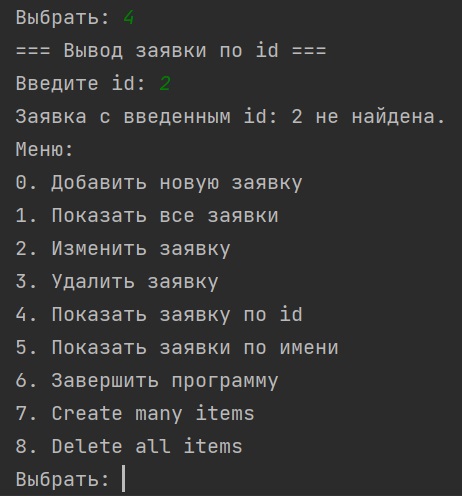 Выбрать: 4
=== Вывод заявки по id ===
Введите id: 2
Заявка с введенным id: 2 не найдена.
Меню:
0. Добавить новую заявку
1. Показать все заявки
2. Изменить заявку
3. Удалить заявку
4. Показать заявку по id
5. Показать заявки по имени
6. Завершить программу
7. Create many items
8. Delete all items
Выбрать: